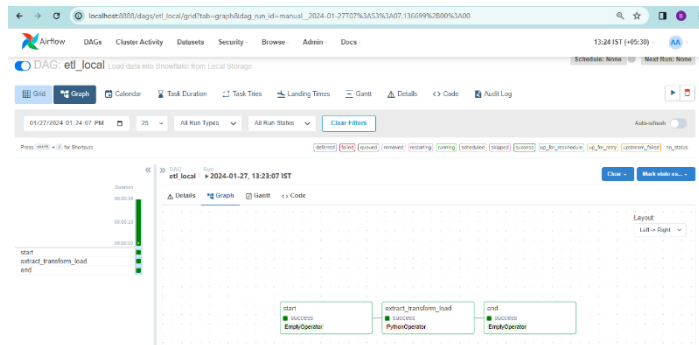 localhost:8888/dags/etl_local/grid?tab=graph&dag_run_id=manual__2024-01-27T07%3A53%3A07.136699%2B00%3A00
Airflow DAGs Cluster Activity Datasets Security Browse Admin Docs 13:24 IST (+05:30) AA
DAG: etl_local Load data into Snowflake from Local Storage Schedule: None Next Run: None
Grid Graph Calendar Task Duration Task Tries Landing Times Gantt Details <> Code Audit Log
01/27/2024 01:24:07 PM 25 All Run Types All Run States Clear Filters Auto-refresh
Press shift + / for Shortcuts deferred failed queued removed restarting running scheduled skipped success up_for_reschedule up_for_retry upstream_failed no_status
DAG Run
etl_local 2024-01-27, 13:23:07 IST Clear Mark state as...
Duration
Details Graph Gantt <> Code
Layout:
Left -> Right
start
extract_transform_load
end
start extract_transform_load end
success success success
EmptyOperator PythonOperator EmptyOperator